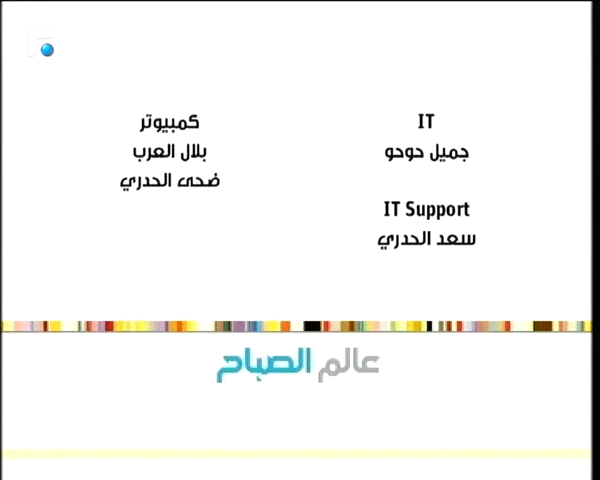 IT
جميل حوحو
IT Support
سعد الحدري
كمبيوتر
بلال العرب
ضحى الحدري
عالم الصباح